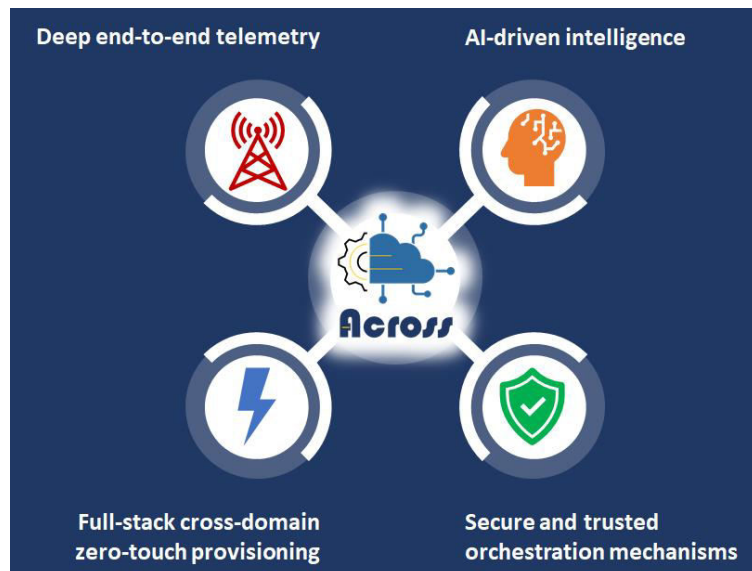 Deep end-to-end telemetry
AI-driven intelligence
Across
Full-stack cross-domain
zero-touch provisioning
Secure and trusted
orchestration mechanisms